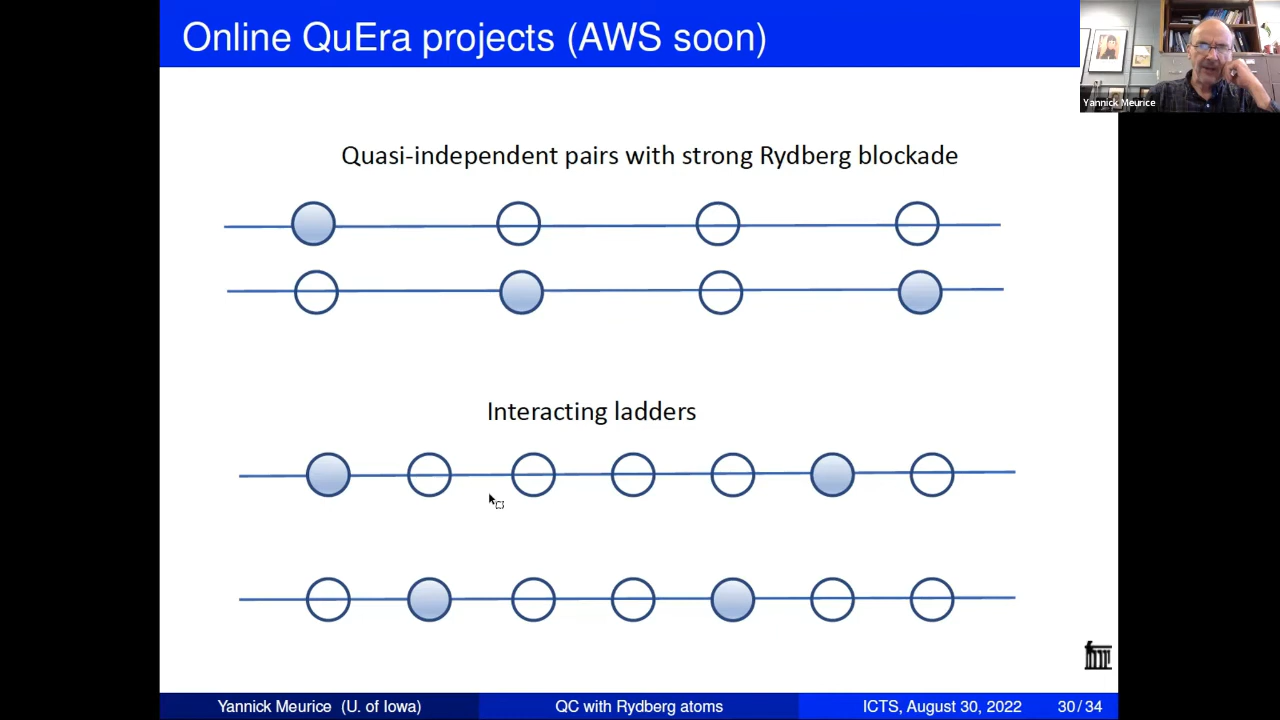 Online QuEra projects (AWS soon)
Yannick Meurice
Quasi-independent pairs with strong Rydberg blockade
Interacting ladders
Yannick Meurice (U. of Iowa) QC with Rydberg atoms ICTS, August 30, 2022 30 / 34